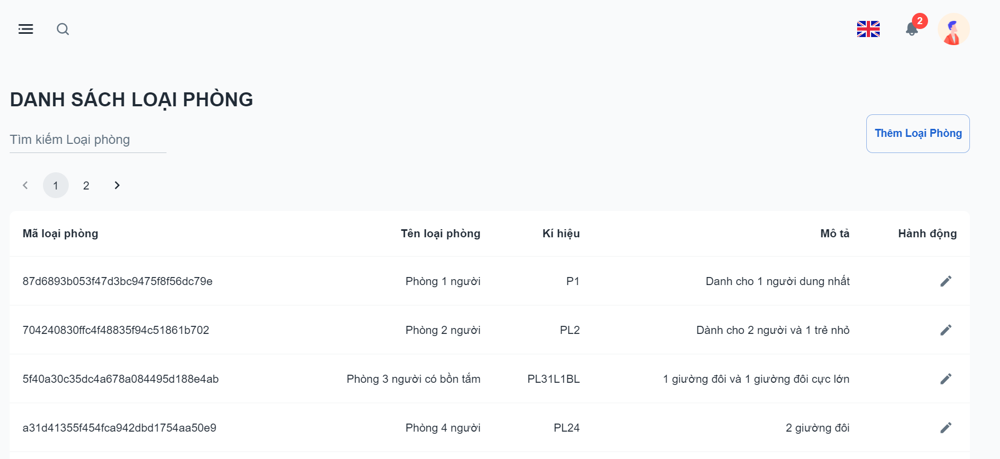 2
DANH SÁCH LOẠI PHÒNG
Tìm kiếm Loại phòng
Thêm Loại Phòng
1 2
Mã loại phòng Tên loại phòng Kí hiệu Mô tả Hành động
87d6893b053f47d3bc9475f8f56dc79e Phòng 1 người P1 Danh cho 1 người dung nhất
704240830ffc4f48835f94c51861b702 Phòng 2 người PL2 Dành cho 2 người và 1 trẻ nhỏ
5f40a30c35dc4a678a084495d188e4ab Phòng 3 người có bồn tắm PL31L1BL 1 giường đôi và 1 giường đôi cực lớn
a31d41355f454fca942dbd1754aa50e9 Phòng 4 người PL24 2 giường đôi